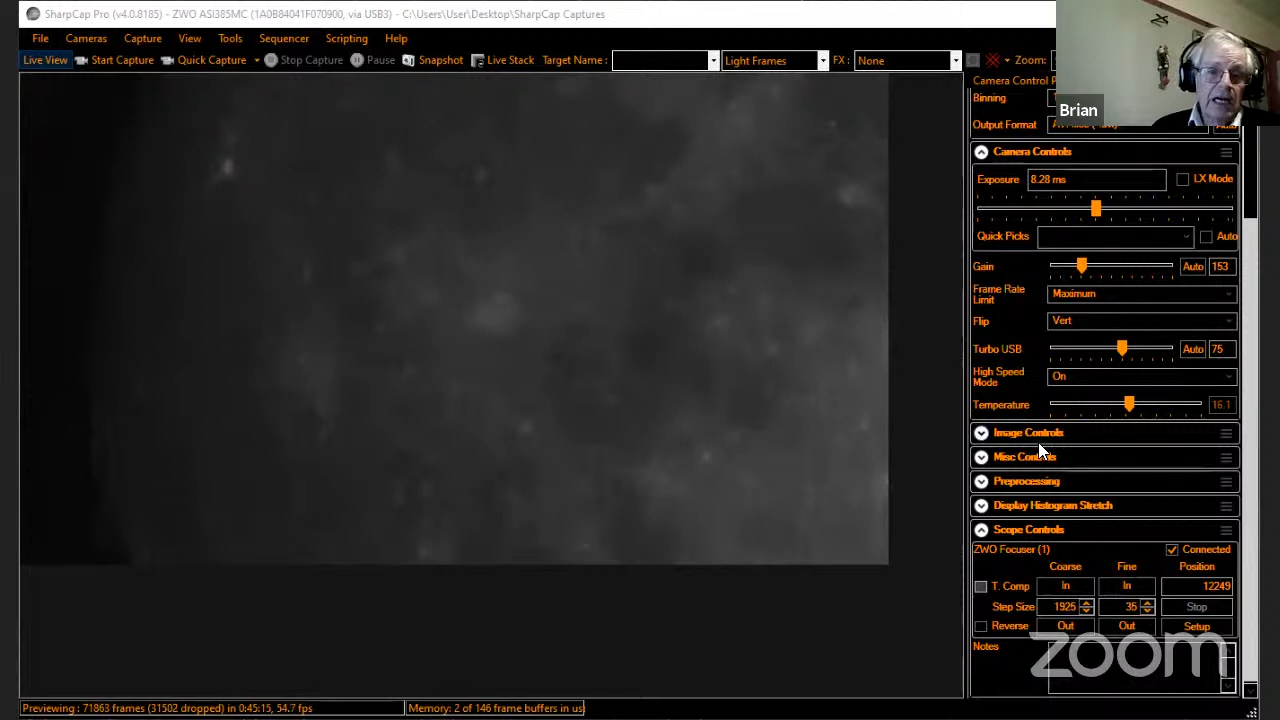 SharpCap Pro (v4.0.8185) - ZWO ASI385MC (1A0B84041F070900, via USB3) - C:\Users\User\Desktop\SharpCap Captures
File Cameras Capture View Tools Sequencer Scripting Help
Live View Start Capture Quick Capture Stop Capture Pause Snapshot Live Stack Target Name : Light Frames FX : None Zoom:
Brian
Camera Control
Binning
Output Format
Camera Controls
Exposure 8.28 ms LX Mode
Quick Picks Auto
Gain Auto 153
Frame Rate Limit Maximum
Flip Vert
Turbo USB Auto 75
High Speed Mode On
Temperature 16.1
Image Controls
Misc Controls
Preprocessing
Display Histogram Stretch
Scope Controls
ZWO Focuser (1) Connected
Coarse Fine Position
T. Comp In In 12249
Step Size 1925 35 Stop
Reverse Out Out Setup
Notes
zoom
Previewing : 71863 frames (31502 dropped) in 0:45:15, 54.7 fps Memory: 2 of 146 frame buffers in us